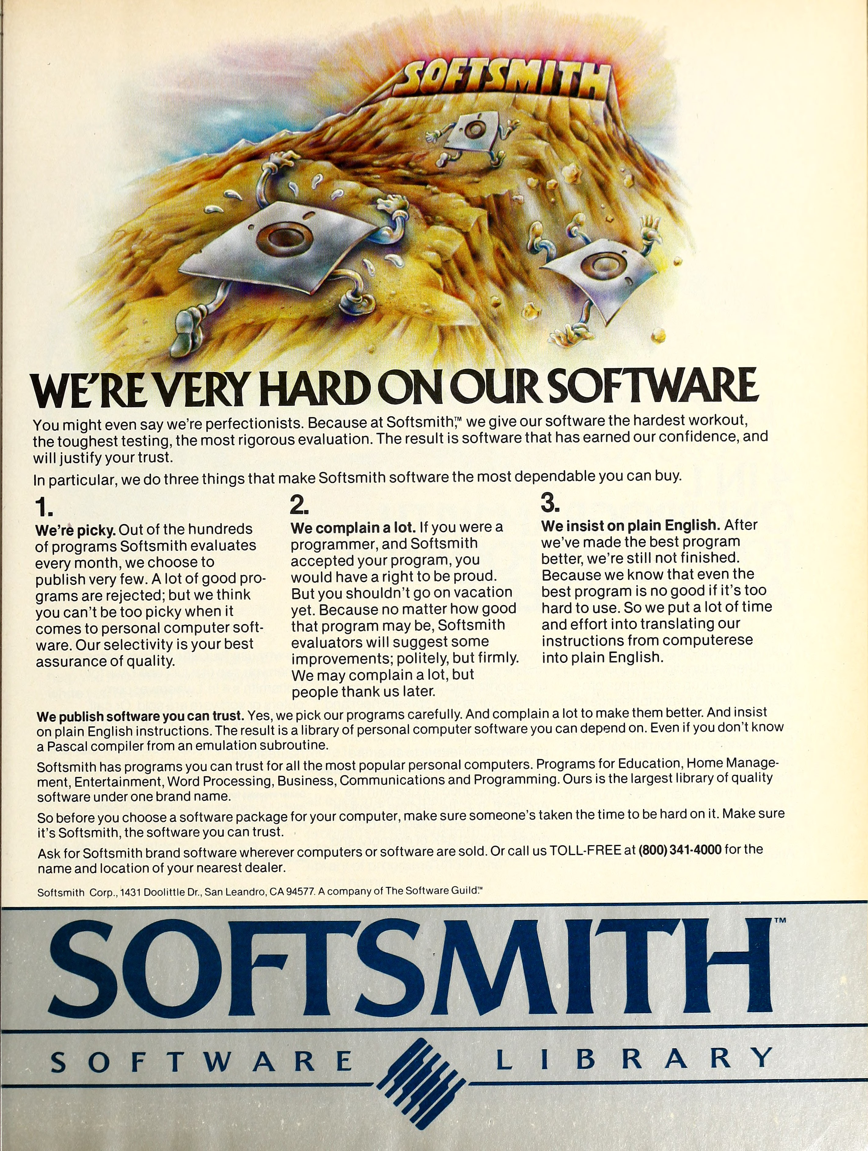 SOFTSMITH
WE'RE VERY HARD ON OUR SOFTWARE
You might even say we're perfectionists. Because at Softsmith,™ we give our software the hardest workout,
the toughest testing, the most rigorous evaluation. The result is software that has earned our confidence, and
will justify your trust.
In particular, we do three things that make Softsmith software the most dependable you can buy.
1.
We're picky. Out of the hundreds
of programs Softsmith evaluates
every month, we choose to
publish very few. A lot of good pro-
grams are rejected; but we think
you can't be too picky when it
comes to personal computer soft-
ware. Our selectivity is your best
assurance of quality.
2.
We complain a lot. If you were a
programmer, and Softsmith
accepted your program, you
would have a right to be proud.
But you shouldn't go on vacation
yet. Because no matter how good
that program may be, Softsmith
evaluators will suggest some
improvements; politely, but firmly.
We may complain a lot, but
people thank us later.
3.
We insist on plain English. After
we've made the best program
better, we're still not finished.
Because we know that even the
best program is no good if it's too
hard to use. So we put a lot of time
and effort into translating our
instructions from computerese
into plain English.
We publish software you can trust. Yes, we pick our programs carefully. And complain a lot to make them better. And insist
on plain English instructions. The result is a library of personal computer software you can depend on. Even if you don't know
a Pascal compiler from an emulation subroutine.
Softsmith has programs you can trust for all the most popular personal computers. Programs for Education, Home Manage-
ment, Entertainment, Word Processing, Business, Communications and Programming. Ours is the largest library of quality
software under one brand name.
So before you choose a software package for your computer, make sure someone's taken the time to be hard on it. Make sure
it's Softsmith, the software you can trust.
Ask for Softsmith brand software wherever computers or software are sold. Or call us TOLL-FREE at (800) 341-4000 for the
name and location of your nearest dealer.
Softsmith Corp., 1431 Doolittle Dr., San Leandro, CA 94577. A company of The Software Guild.™
SOFTSMITH™
SOFTWARE LIBRARY